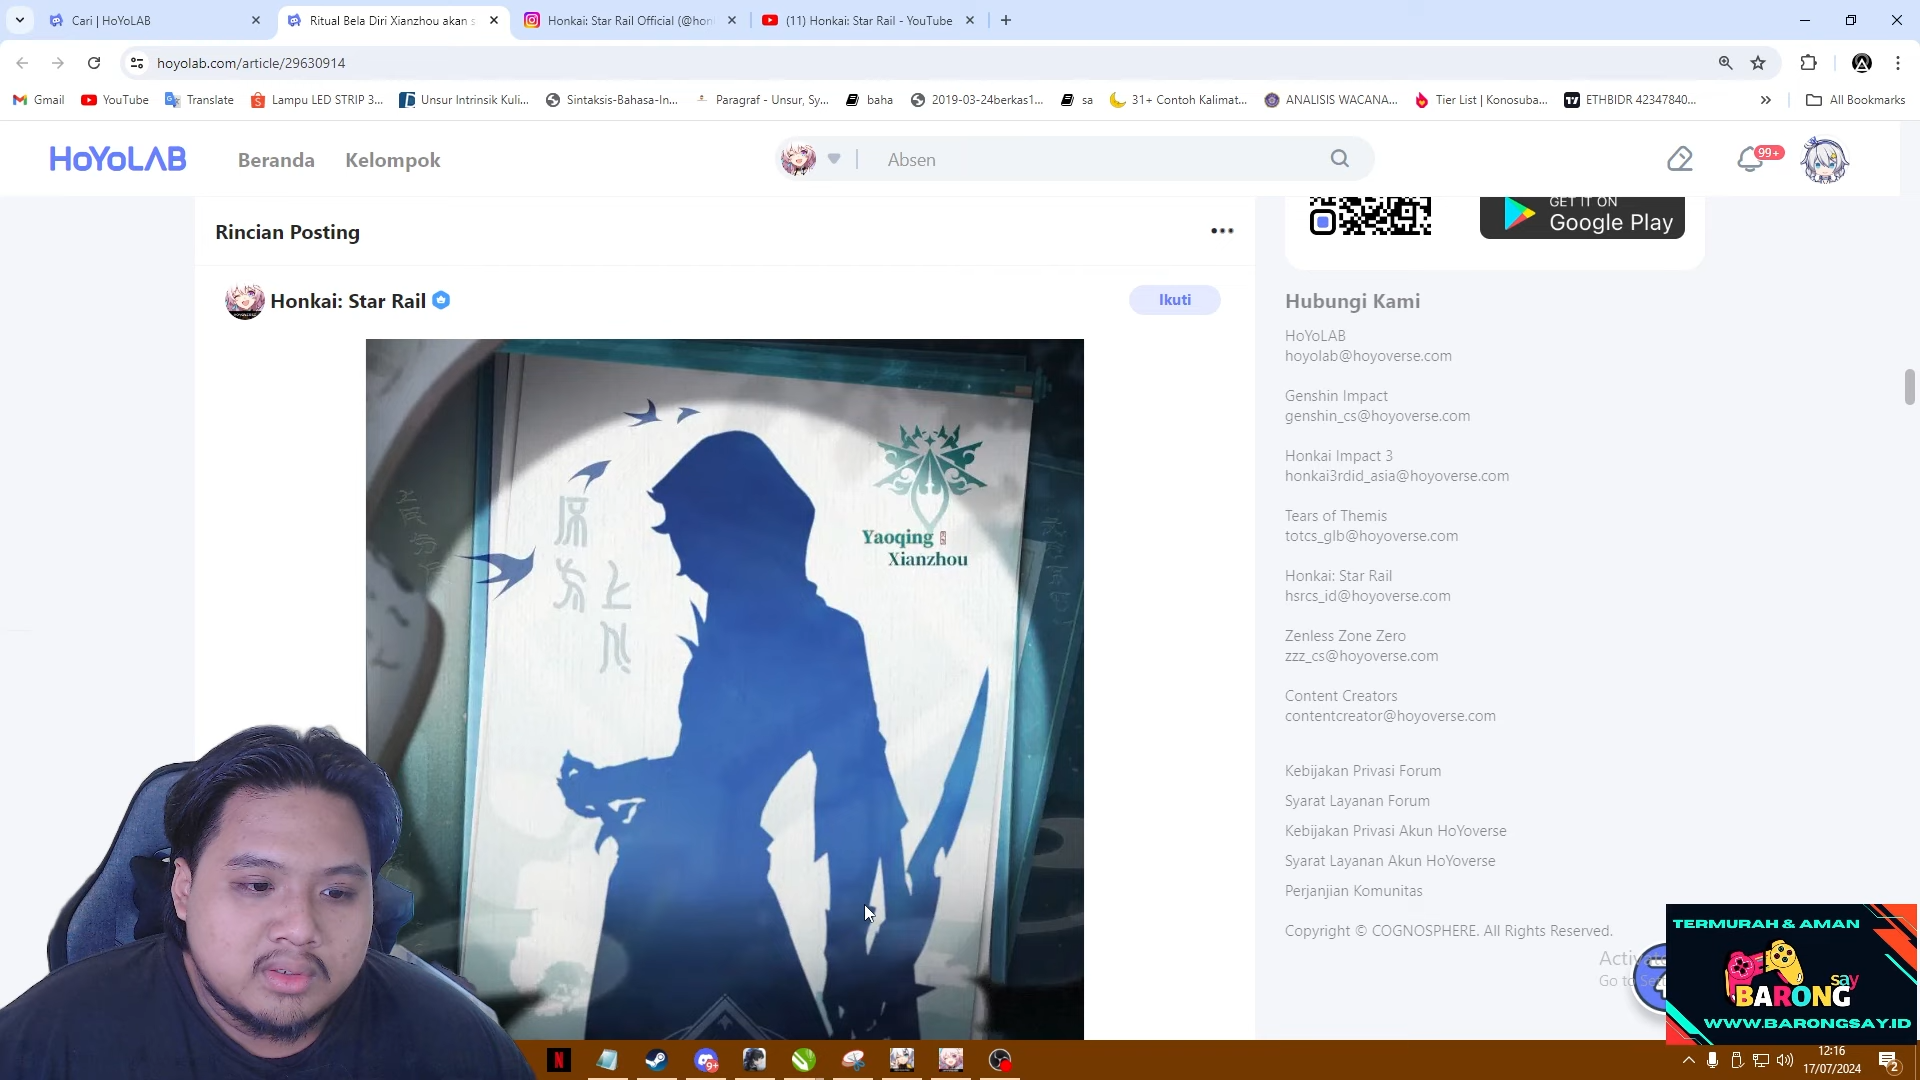 Cari | HoYoLAB
Ritual Bela Diri Xianzhou akan s
Honkai: Star Rail Official (@hon
(11) Honkai: Star Rail - YouTube
hoyolab.com/article/29630914
Gmail
YouTube
Translate
Lampu LED STRIP 3...
Unsur Intrinsik Kuli...
Sintaksis-Bahasa-In...
Paragraf - Unsur, Sy...
baha
2019-03-24berkas1...
sa
31+ Contoh Kalimat...
ANALISIS WACANA...
Tier List | Konosuba...
ETHBIDR 42347840...
All Bookmarks
HoYoLAB
Beranda
Kelompok
Absen
99+
Rincian Posting
Honkai: Star Rail
Ikuti
Yaoqing
Xianzhou
GET IT ON
Google Play
Hubungi Kami
HoYoLAB
hoyolab@hoyoverse.com
Genshin Impact
genshin_cs@hoyoverse.com
Honkai Impact 3
honkai3rdid_asia@hoyoverse.com
Tears of Themis
totcs_glb@hoyoverse.com
Honkai: Star Rail
hsrcs_id@hoyoverse.com
Zenless Zone Zero
zzz_cs@hoyoverse.com
Content Creators
contentcreator@hoyoverse.com
Kebijakan Privasi Forum
Syarat Layanan Forum
Kebijakan Privasi Akun HoYoverse
Syarat Layanan Akun HoYoverse
Perjanjian Komunitas
Copyright © COGNOSPHERE. All Rights Reserved.
Go to
TERMURAH & AMAN
say
BARONG
WWW.BARONGSAY.ID
9+
12:16
17/07/2024
2